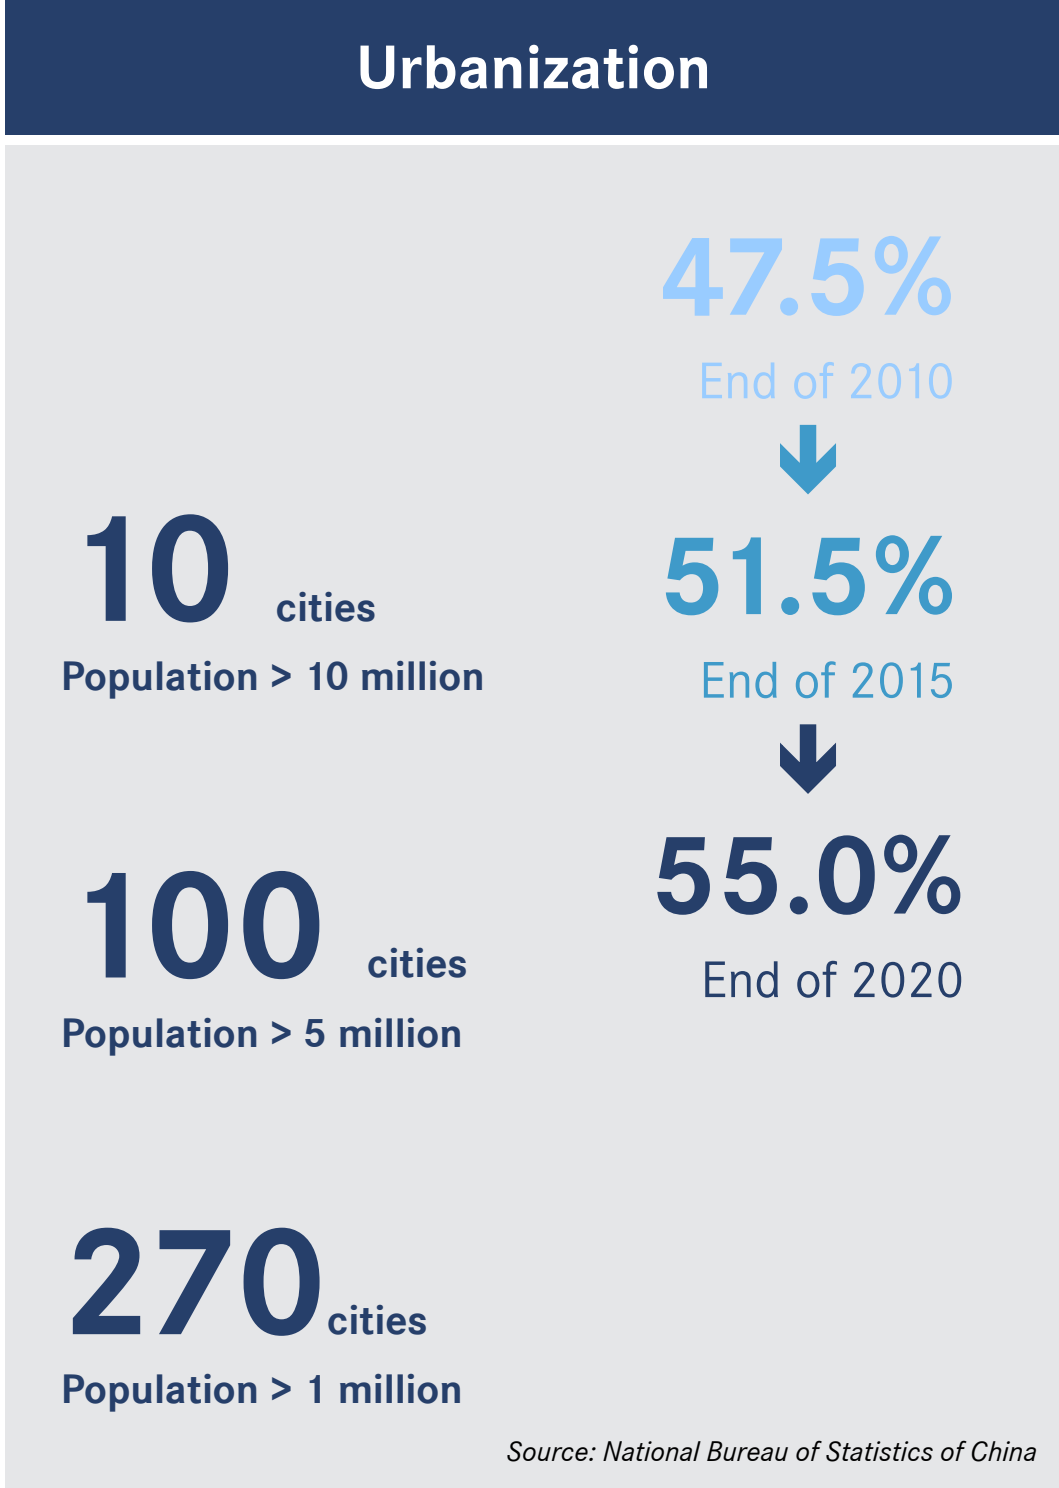 Urbanization
47.5%
End of 2010
51.5%
End of 2015
55.0%
End of 2020
10 cities
Population > 10 million
100 cities
Population > 5 million
270 cities
Population > 1 million
Source: National Bureau of Statistics of China